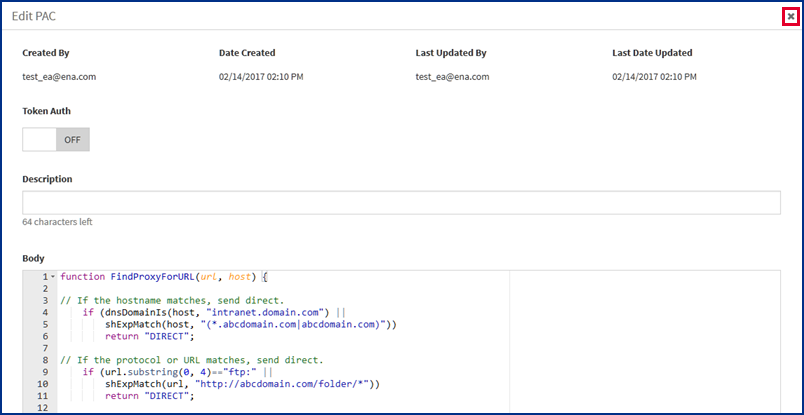 Edit PAC
Created By Date Created Last Updated By Last Date Updated
test_ea@ena.com 02/14/2017 02:10 PM test_ea@ena.com 02/14/2017 02:10 PM
Token Auth
OFF
Description
64 characters left
Body
1 function FindProxyForURL(url, host) {
2
3 // If the hostname matches, send direct.
4     if (dnsDomainIs(host, "intranet.domain.com") ||
5         shExpMatch(host, "(*.abcdomain.com|abcdomain.com)"))
6         return "DIRECT";
7
8 // If the protocol or URL matches, send direct.
9     if (url.substring(0, 4)=="ftp:" ||
10         shExpMatch(url, "http://abcdomain.com/folder/*"))
11         return "DIRECT";
12